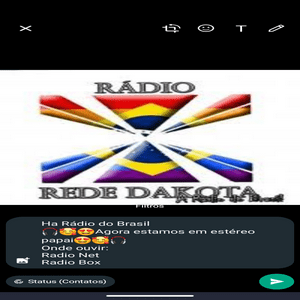 T
RÁDIO
REDE DAKOTA
A Rádio do Brasil
Filtros
Ha Rádio do Brasil
🎧🥰🤩Agora estamos em estéreo
papai🤩🥰🎧
Onde ouvir:
Radio Net
Radio Box
Status (Contatos)